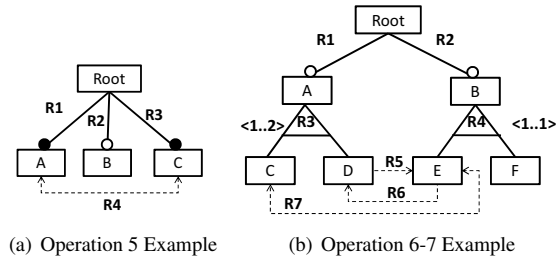 Root
R1 R2 R3
A B C
R4
(a) Operation 5 Example
Root
R1 R2
A B
<1..2> R3 R4 <1..1>
C D R5 E F
R6
R7
(b) Operation 6-7 Example